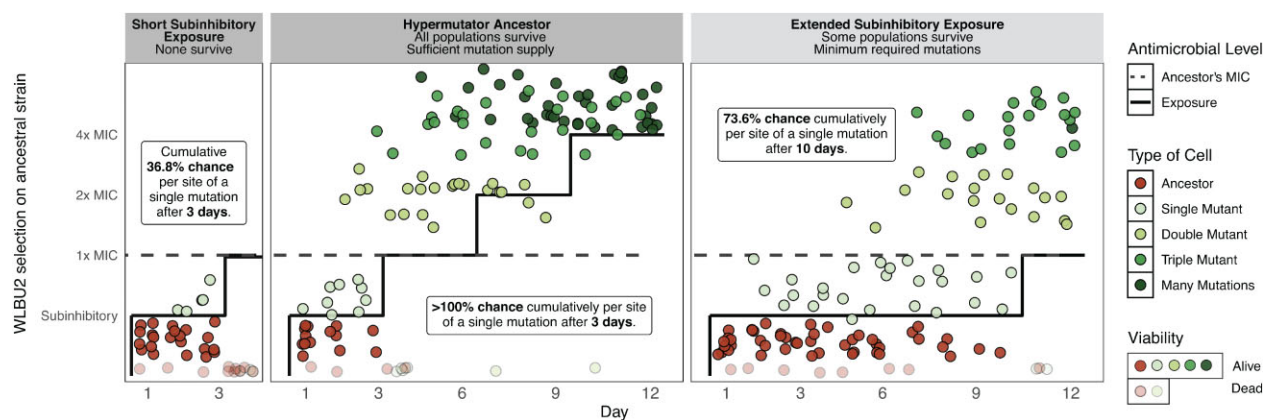 Short Subinhibitory
Exposure
None survive
Hypermutator Ancestor
All populations survive
Sufficient mutation supply
Extended Subinhibitory Exposure
Some populations survive
Minimum required mutations
WLBU2 selection on ancestral strain
4x MIC
2x MIC
1x MIC
Subinhibitory
Cumulative
36.8% chance
per site of a
single mutation
after 3 days.
>100% chance cumulatively per site
of a single mutation after 3 days.
73.6% chance cumulatively
per site of a single mutation
after 10 days.
1
3
1
3
6
9
12
1
3
6
9
12
Day
Antimicrobial Level
Ancestor's MIC
Exposure
Type of Cell
Ancestor
Single Mutant
Double Mutant
Triple Mutant
Many Mutations
Viability
Alive
Dead